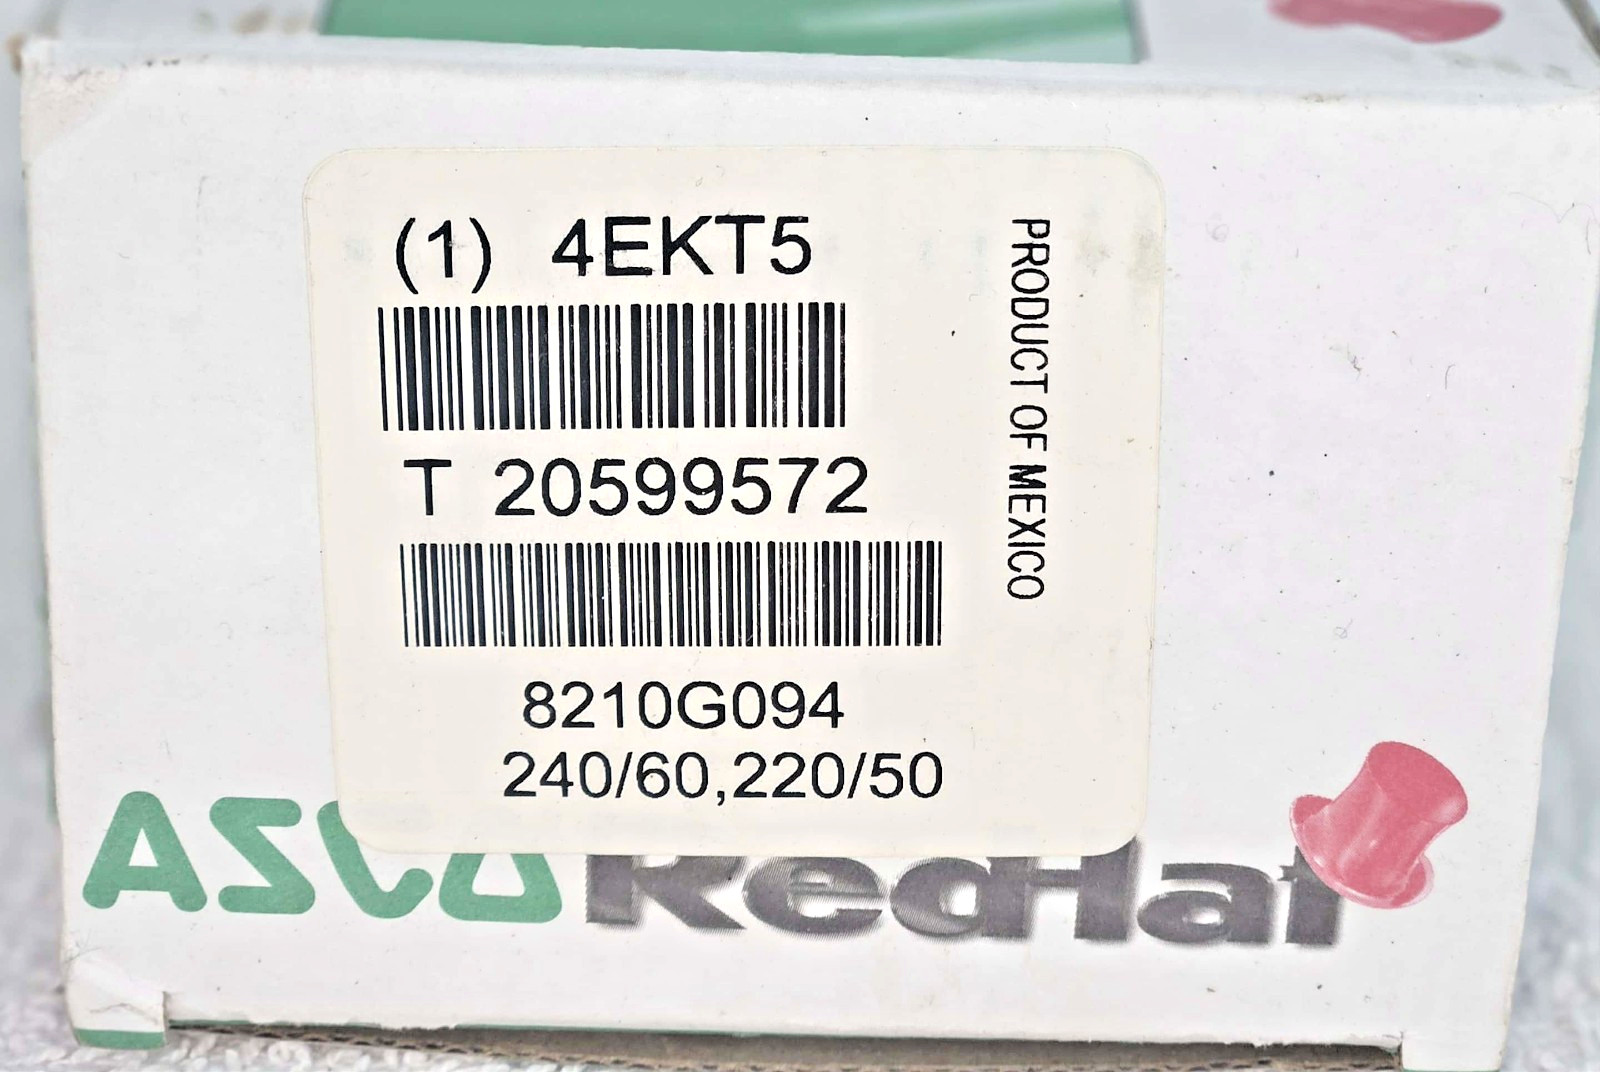 (1) 4EKT5
T 20599572
8210G094
240/60,220/50
PRODUCT OF MEXICO
ASCO RedHat